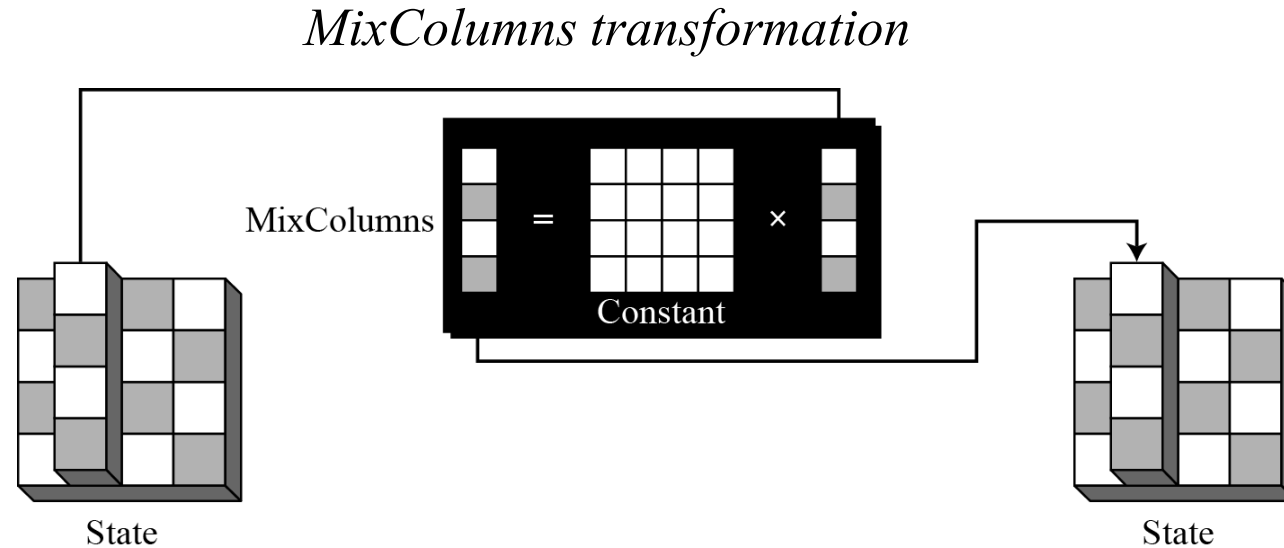 MixColumns transformation
MixColumns
=
×
Constant
State
State